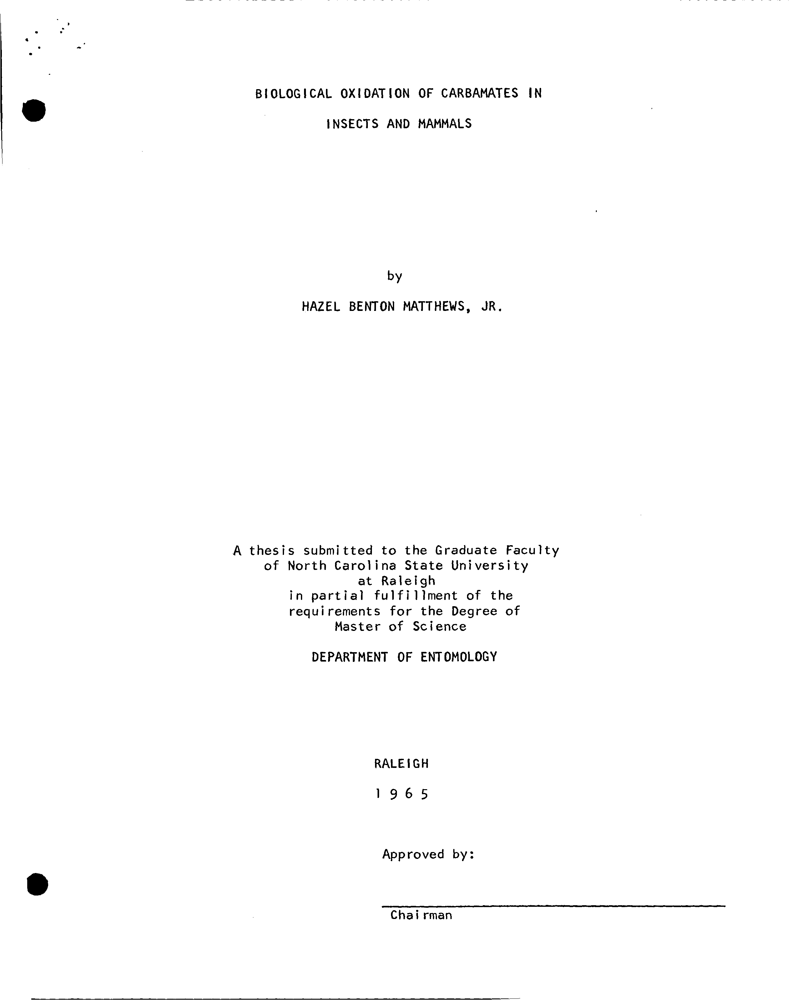 BIOLOGICAL OXIDATION OF CARBAMATES IN
INSECTS AND MAMMALS
by
HAZEL BENTON MATTHEWS, JR.
A thesis submitted to the Graduate Faculty
of North Carolina State University
at Raleigh
in partial fulfillment of the
requirements for the Degree of
Master of Science
DEPARTMENT OF ENTOMOLOGY
RALEIGH
1 9 6 5
Approved by:
Chairman